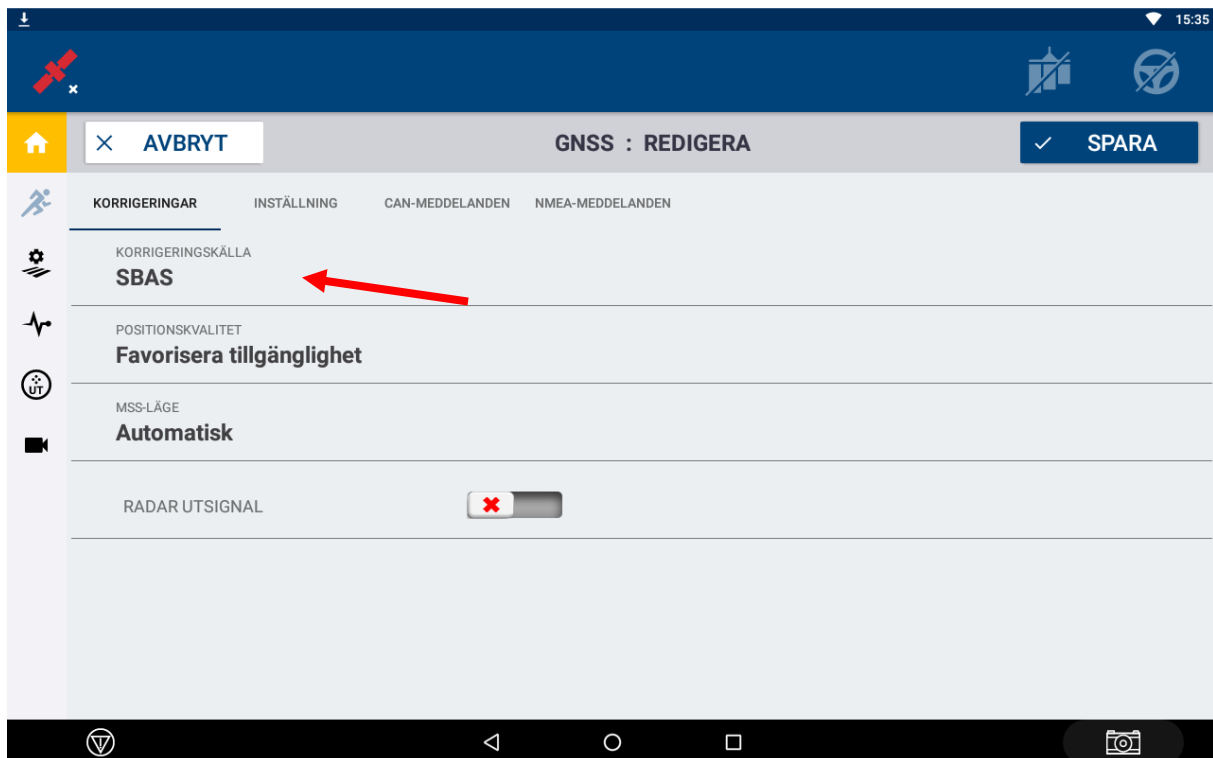 15:35
AVBRYT
GNSS : REDIGERA
SPARA
KORRIGERINGAR INSTÄLLNING CAN-MEDDELANDEN NMEA-MEDDELANDEN
KORRIGERINGSKÄLLA
SBAS
POSITIONSKVALITET
Favorisera tillgänglighet
UT
MSS-LÄGE
Automatisk
RADAR UTSIGNAL